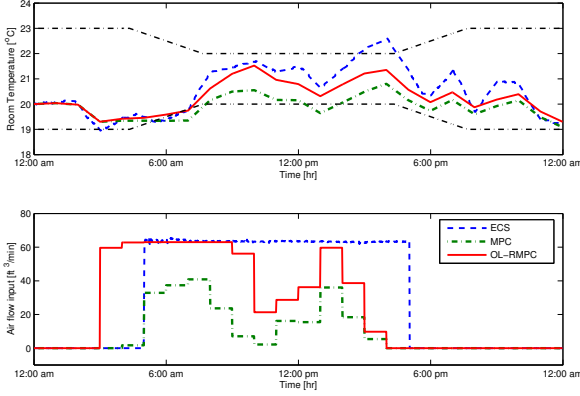 23
22
21
20
19
18
Room Temperature [°C]
12:00 am
6:00 am
12:00 pm
6:00 pm
12:00 am
Time [hr]
80
60
40
20
0
Air flow input [ft ³/min]
ECS
MPC
OL-RMPC
12:00 am
6:00 am
12:00 pm
6:00 pm
12:00 am
Time [hr]